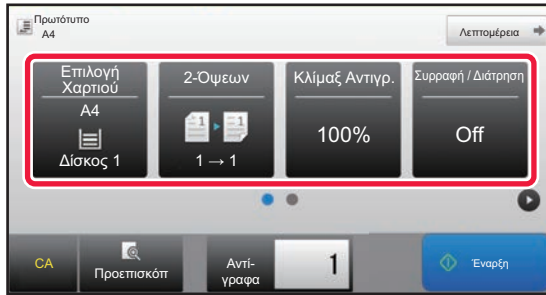 Πρωτότυπο
A4
Λεπτομέρεια
Επιλογή
Χαρτιού
A4
Δίσκος 1
2-Όψεων
1 → 1
Κλίμαξ Αντιγρ.
100%
Συρραφή / Διάτρηση
Off
CA
Προεπισκόπ
Αντί-
γραφα
1
Έναρξη